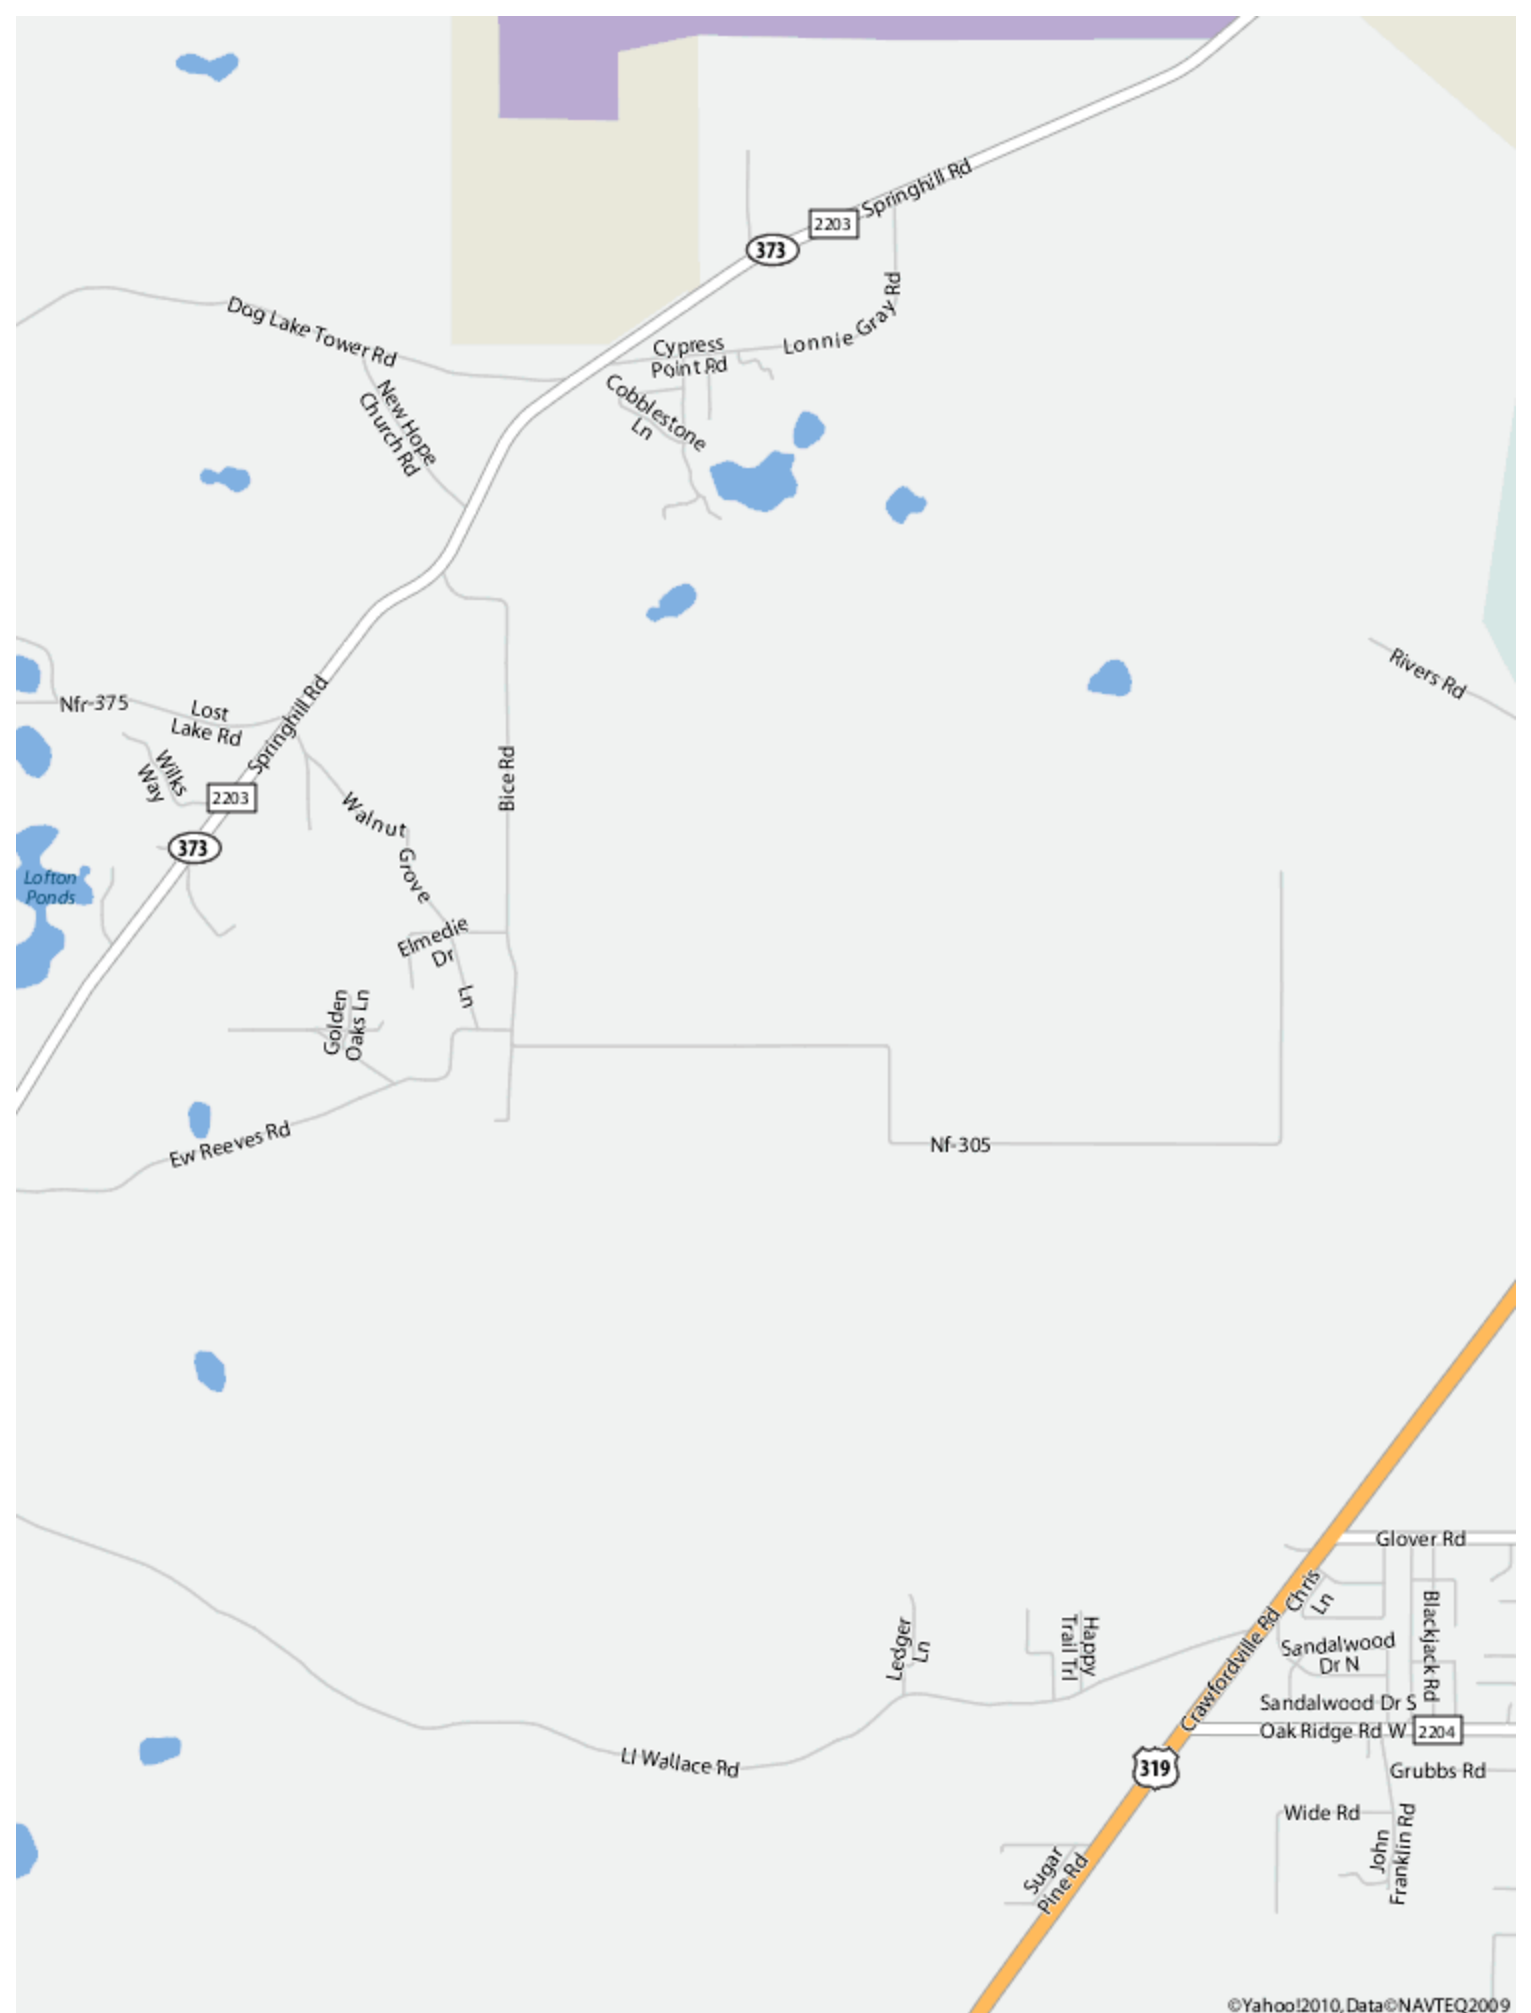 Springhill Rd
2203
373
Dog Lake Tower Rd
Lonnie Gray Rd
Cypress
Point Rd
New Hope
Church Rd
Cobblestone
Ln
Rivers Rd
Nfr-375
Lost
Lake Rd
Springhill Rd
Wilks
Way
2203
373
Bice Rd
Walnut Grove Ln
Lofton
Ponds
Elmedie
Dr
Golden
Oaks Ln
Ew Reeves Rd
Nf-305
Glover Rd
Chris
Ln
Blackjack Rd
Ledger
Ln
Happy
Trail Trl
Crawfordville Rd
Sandalwood
Dr N
Sandalwood Dr S
Oak Ridge Rd W
2204
Ll Wallace Rd
319
Grubbs Rd
Wide Rd
John
Franklin Rd
Sugar
Pine Rd
©Yahoo!2010, Data©NAVTEQ2009